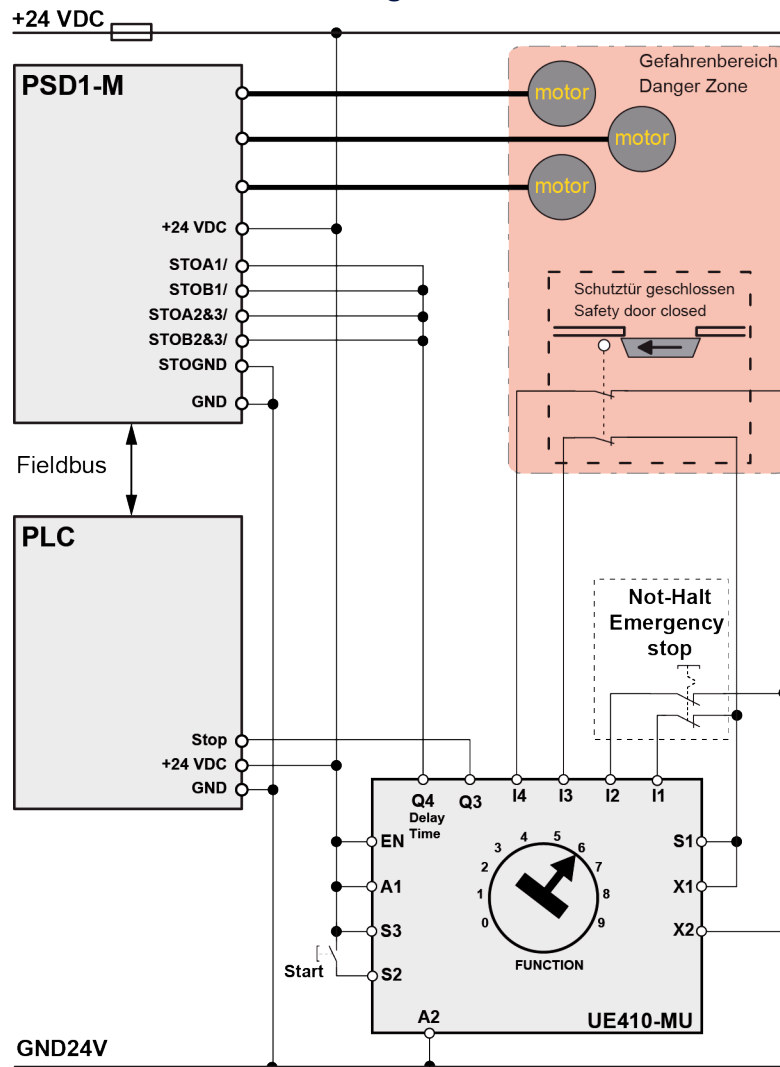 +24 VDC
PSD1-M
motor
motor
motor
Gefahrenbereich
Danger Zone
+24 VDC
STOA1/
STOB1/
STOA2&3/
STOB2&3/
STOGND
GND
Schutztür geschlossen
Safety door closed
Fieldbus
PLC
Not-Halt
Emergency
stop
Stop
+24 VDC
GND
Q4
Delay
Time
Q3
I4
I3
I2
I1
EN
A1
S3
S2
Start
0
1
2
3
4
5
6
7
8
9
FUNCTION
S1
X1
X2
A2
UE410-MU
GND24V